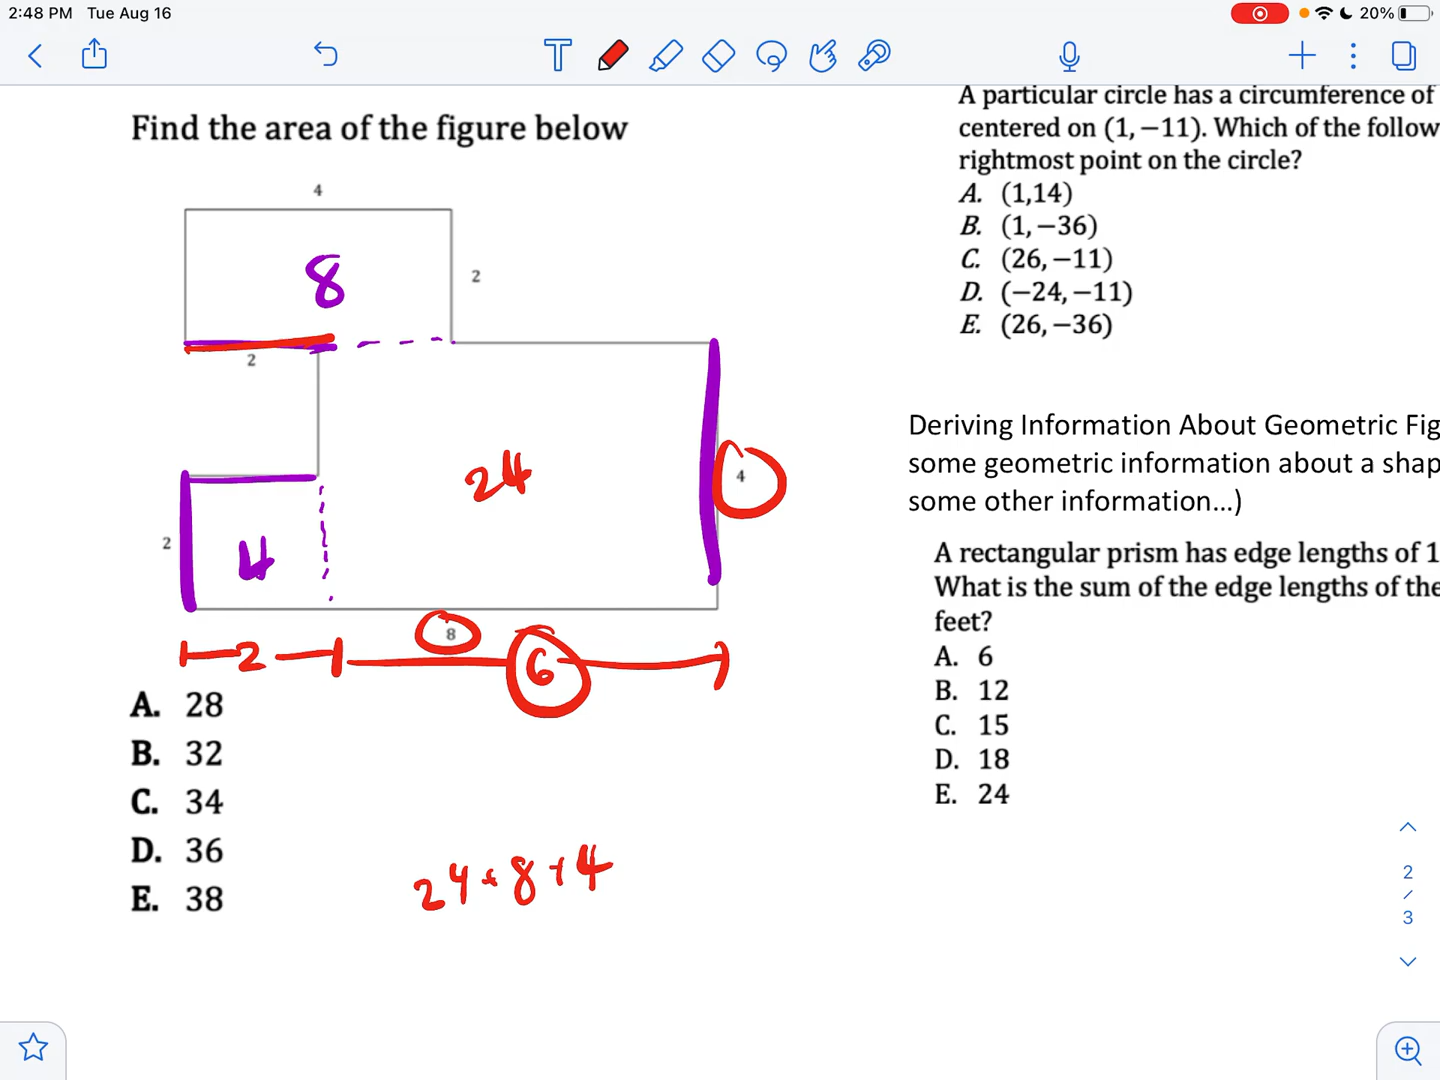 2:48 PM Tue Aug 16
20%
Find the area of the figure below
4
8
2
2
24
4
2
4
8
2
6
A. 28
B. 32
C. 34
D. 36
E. 38
24+8+4
A particular circle has a circumference of
centered on (1, −11). Which of the follow
rightmost point on the circle?
A. (1,14)
B. (1, −36)
C. (26, −11)
D. (−24, −11)
E. (26, −36)
Deriving Information About Geometric Fig
some geometric information about a shap
some other information...)
A rectangular prism has edge lengths of 1
What is the sum of the edge lengths of the
feet?
A. 6
B. 12
C. 15
D. 18
E. 24
2
/
3